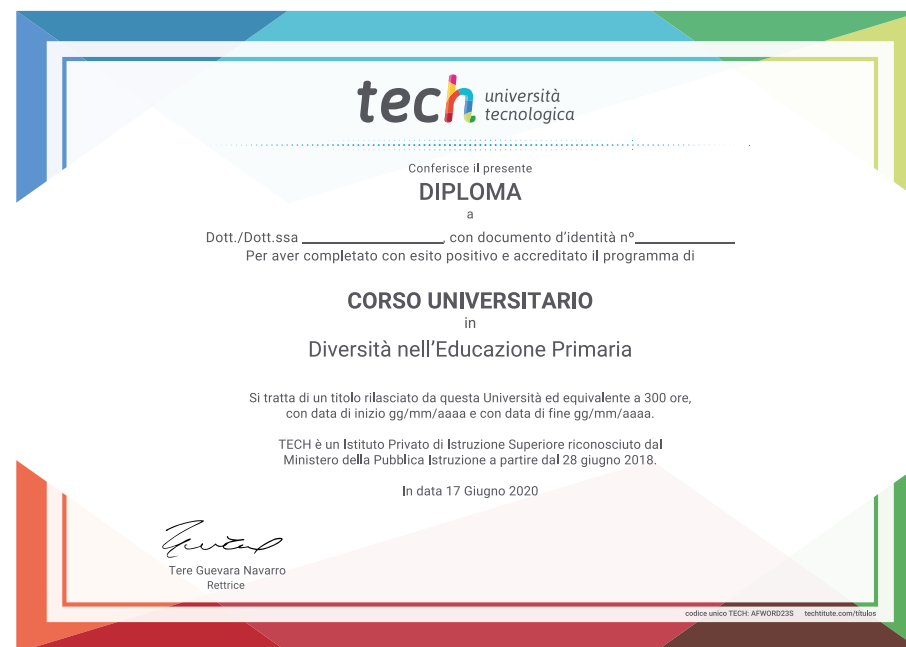 tech università
tecnologica
Conferisce il presente
DIPLOMA
a
Dott./Dott.ssa _________________, con documento d'identità nº____________
Per aver completato con esito positivo e accreditato il programma di
CORSO UNIVERSITARIO
in
Diversità nell'Educazione Primaria
Si tratta di un titolo rilasciato da questa Università ed equivalente a 300 ore,
con data di inizio gg/mm/aaaa e con data di fine gg/mm/aaaa.
TECH è un Istituto Privato di Istruzione Superiore riconosciuto dal
Ministero della Pubblica Istruzione a partire dal 28 giugno 2018.
In data 17 Giugno 2020
Tere Guevara Navarro
Rettrice
codice unico TECH: AFWORD23S techtitute.com/titulos